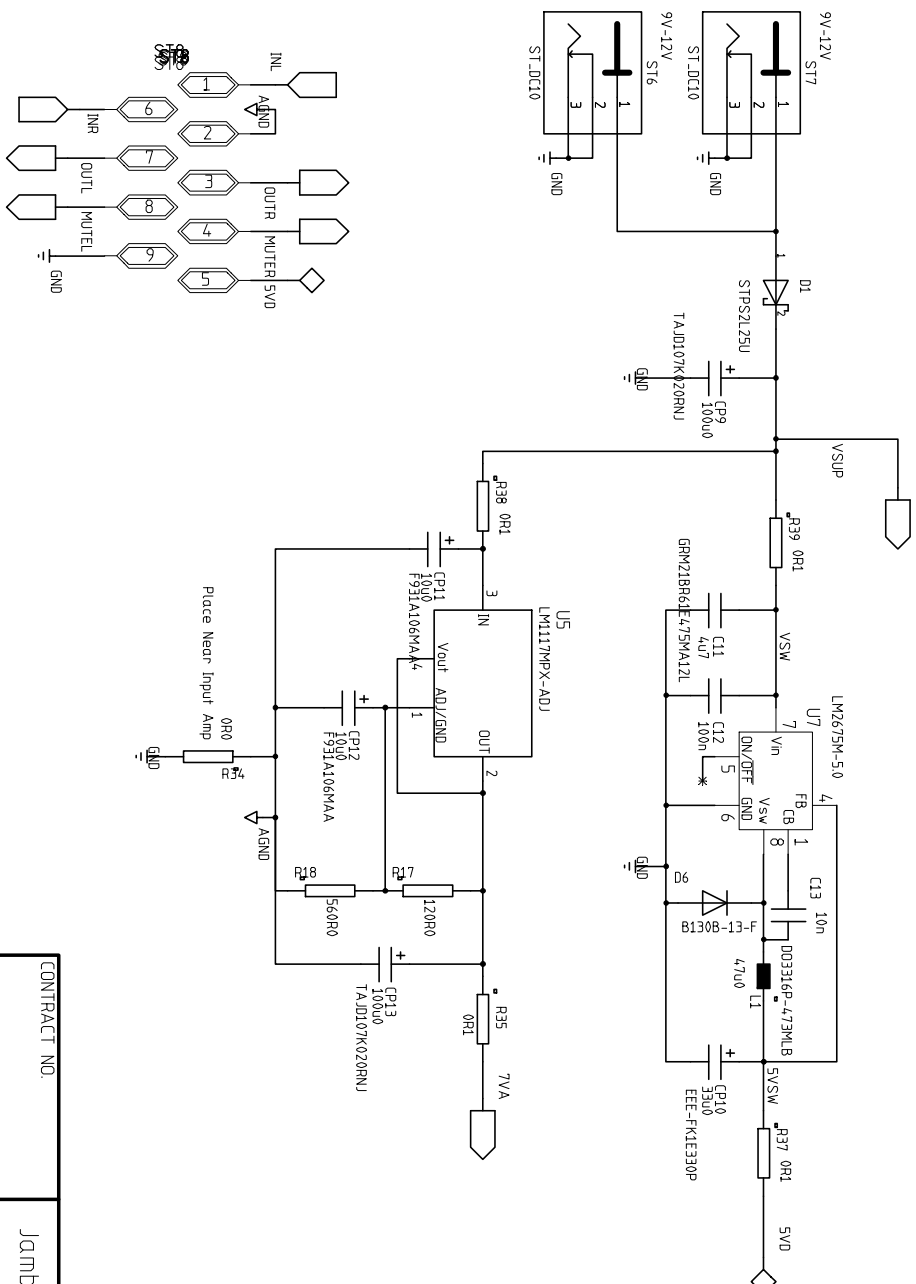 9V-12V
ST7
ST_DC10
1
2
3
GND
9V-12V
ST6
ST_DC10
1
2
3
GND
1
D1
2
STPS2L25U
CP9
100u0
TAJD107K020RNJ
GND
VSUP
R39 0R1
VSW
C11
4u7
GRM21BR61E475MA12L
C12
100n
LM2675M-5.0
U7
7
Vin
ON/OFF
5
FB
4
CB
1
Vsw
8
GND
6
GND
C13
10n
D6
B130B-13-F
DO3316P-473MLB
L1
47u0
5VSW
CP10
33u0
EEE-FK1E330P
R37 0R1
5VD
R38 0R1
CP11
10u0
F931A106MAA
U5
LM1117MPX-ADJ
3
IN
4
Vout
ADJ/GND
1
OUT
2
CP12
10u0
F931A106MAA
Place Near Input Amp
0R0
R34
GND
AGND
R18
560R0
R17
120R0
CP13
100u0
TAJD107K020RNJ
R35
0R1
7VA
INL
1
AGND
2
3
OUTR
4
MUTER
5
5VD
6
INR
7
OUTL
8
MUTEL
9
GND
CONTRACT NO.
Jamb